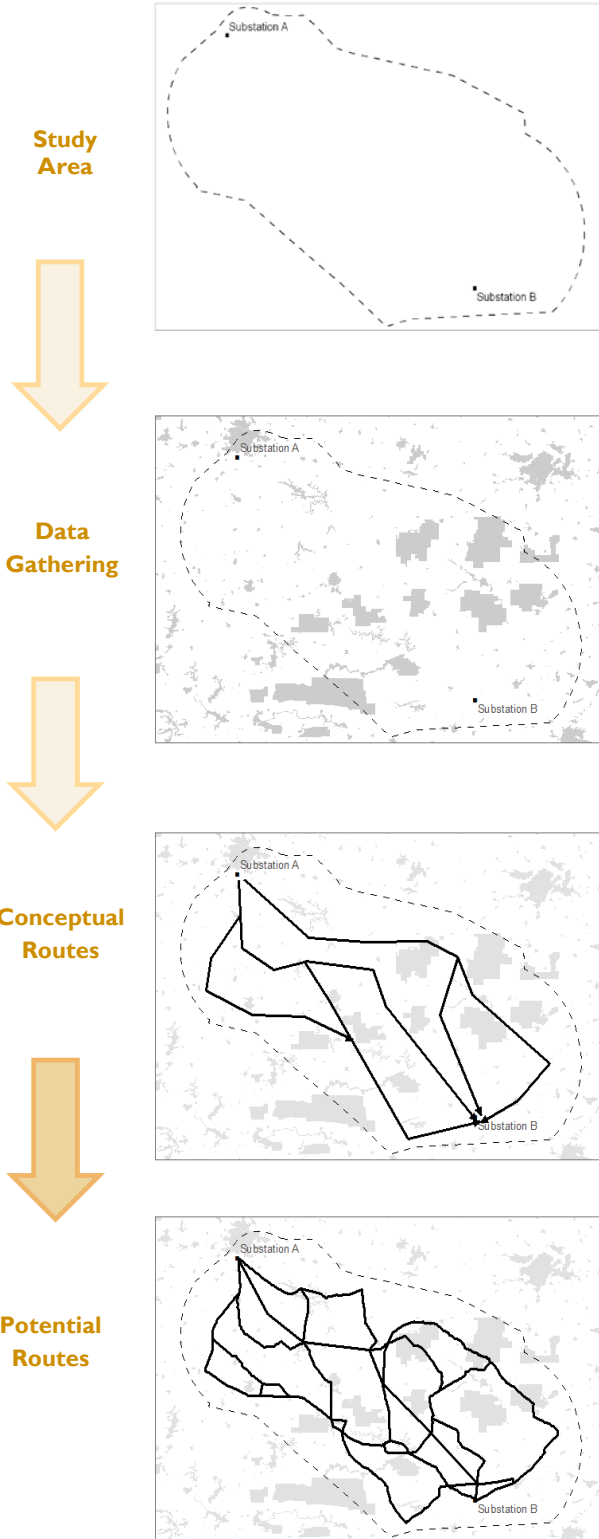 Substation A
Study
Area
Substation B
Substation A
Data
Gathering
Substation B
Substation A
Conceptual
Routes
Substation B
Substation A
Potential
Routes
Substation B